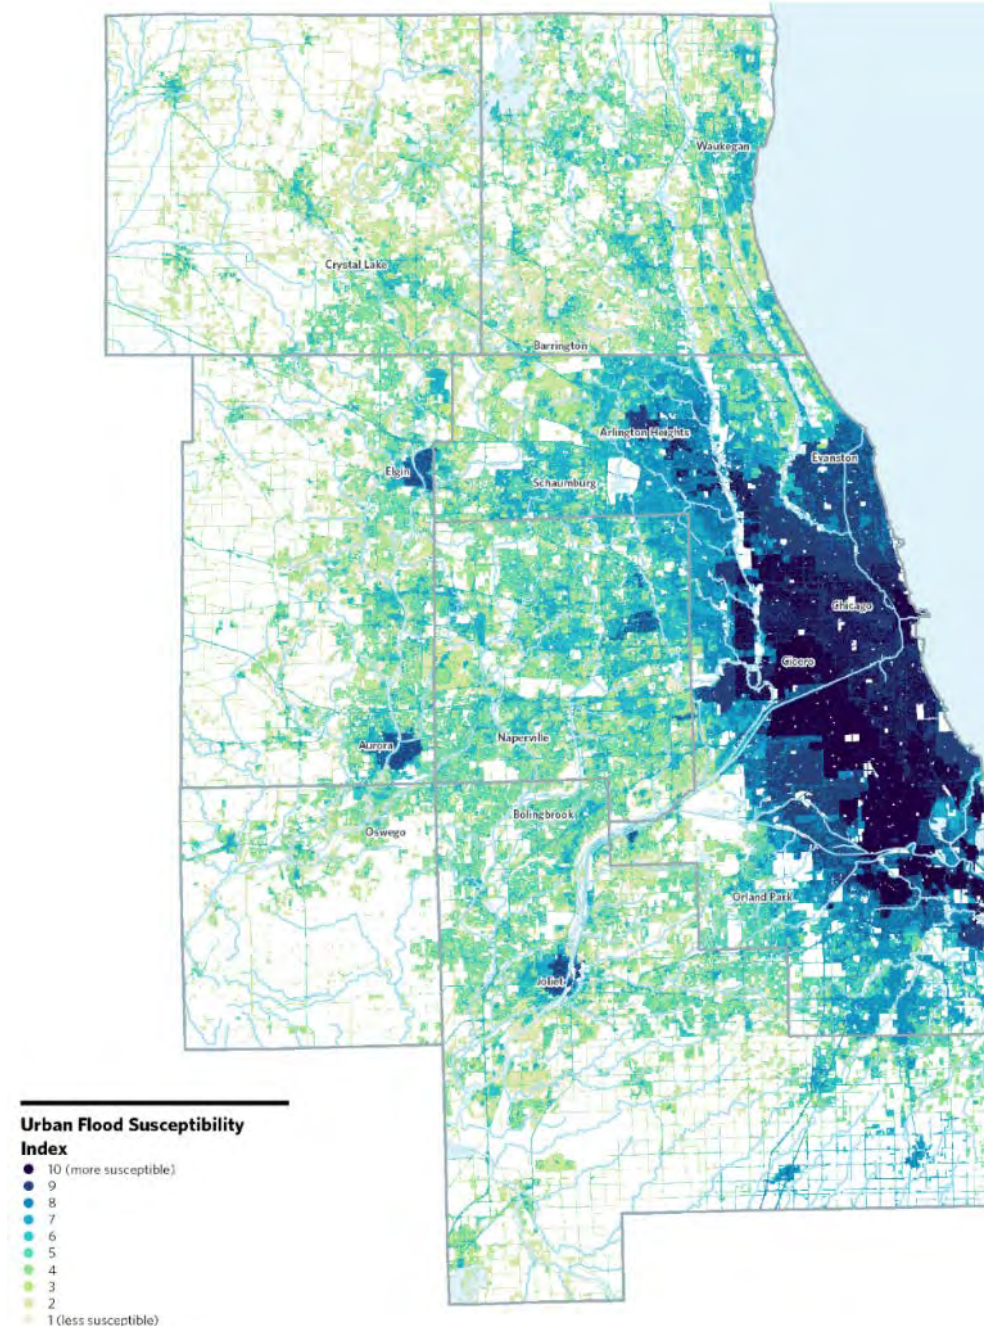 Waukegan
Crystal Lake
Barrington
Arlington Heights
Evanston
Elgin
Schaumburg
Chicago
Cicero
Aurora
Naperville
Bolingbrook
Oswego
Orland Park
Joliet
Urban Flood Susceptibility
Index
10 (more susceptible)
9
8
7
6
5
4
3
2
1 (less susceptible)